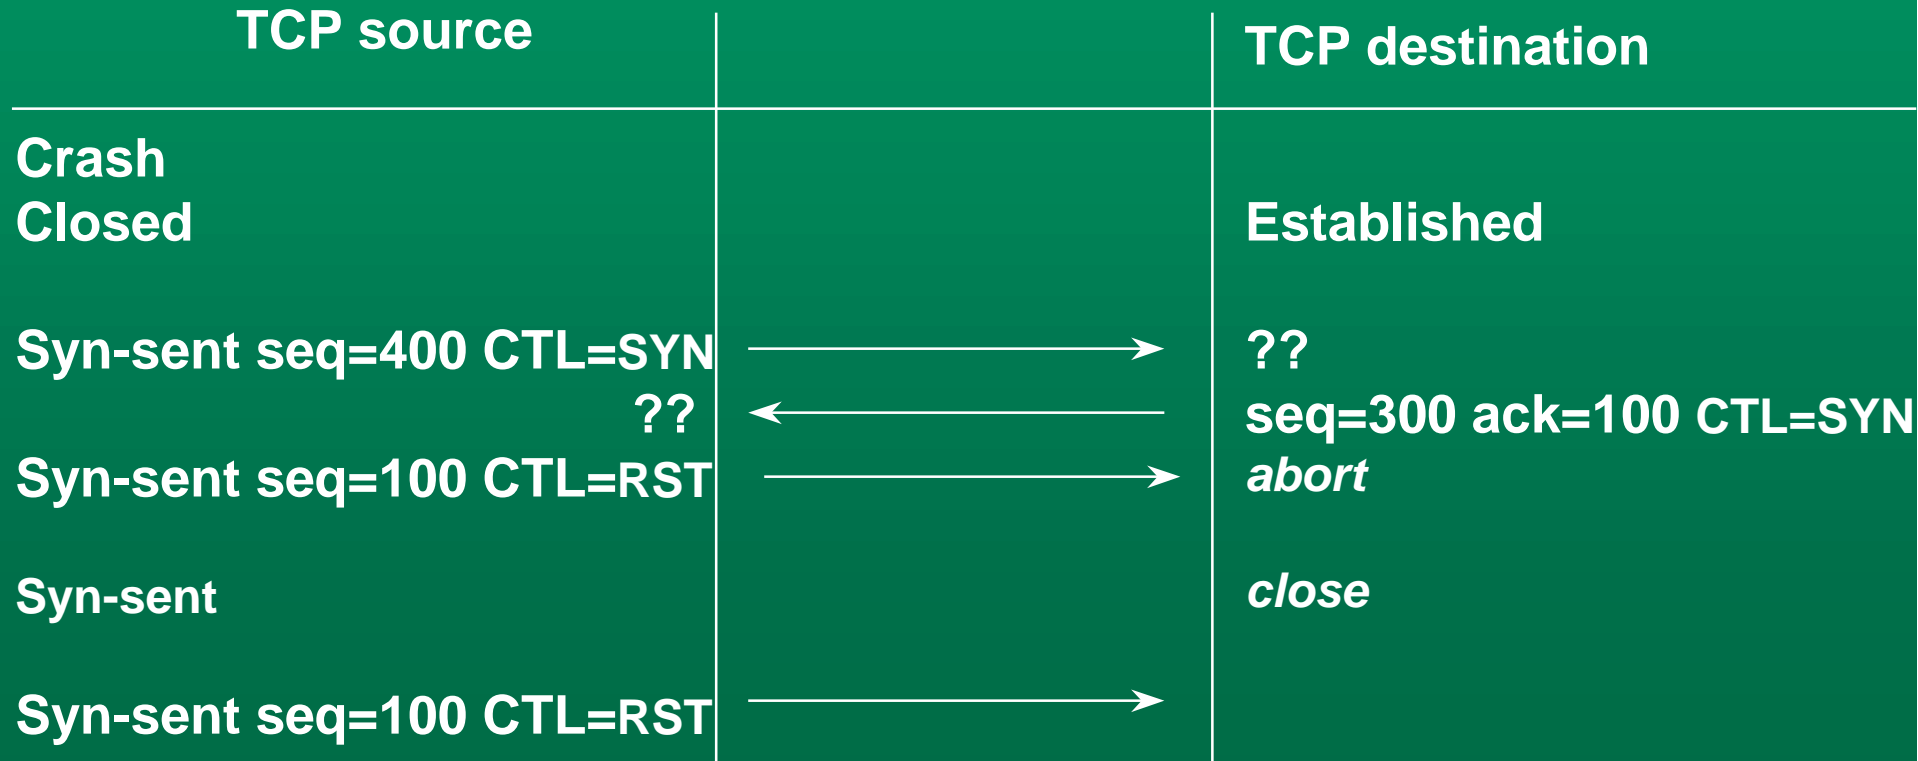 TCP source
TCP destination
Crash
Closed
Established
Syn-sent seq=400 CTL=SYN
??
??
seq=300 ack=100 CTL=SYN
Syn-sent seq=100 CTL=RST
abort
Syn-sent
close
Syn-sent seq=100 CTL=RST